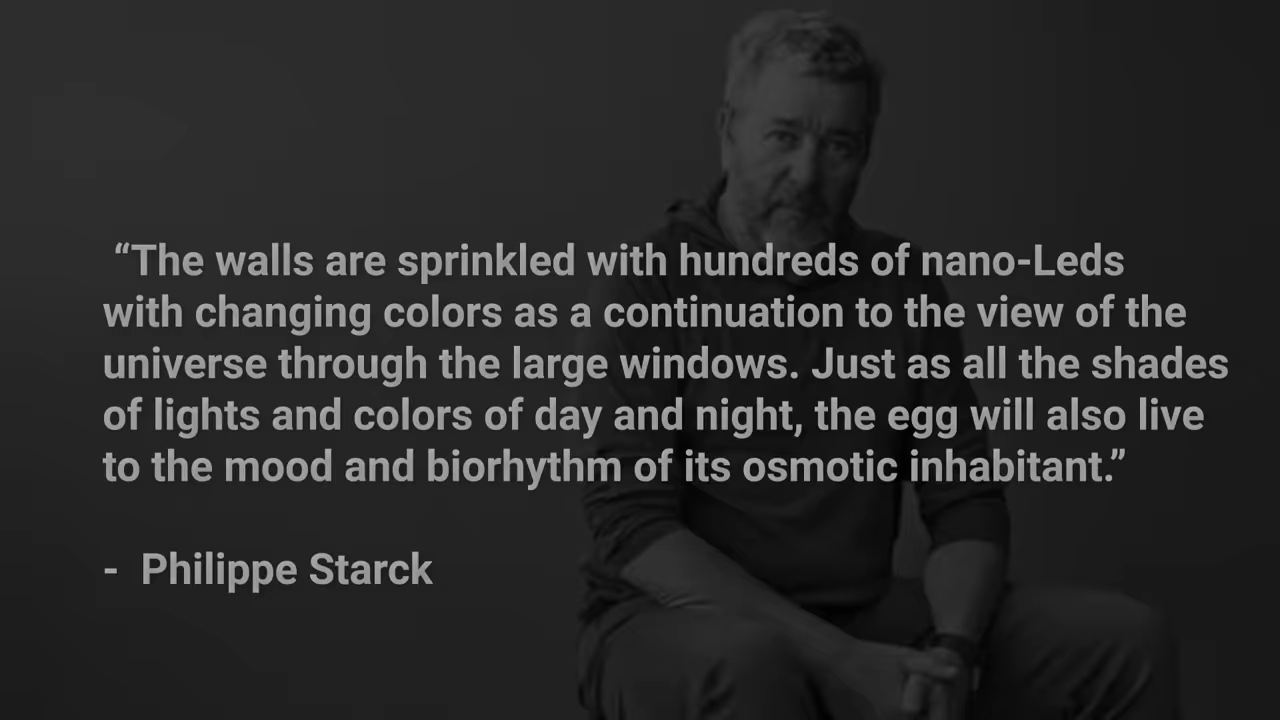 “The walls are sprinkled with hundreds of nano-Leds
with changing colors as a continuation to the view of the
universe through the large windows. Just as all the shades
of lights and colors of day and night, the egg will also live
to the mood and biorhythm of its osmotic inhabitant.”
- Philippe Starck